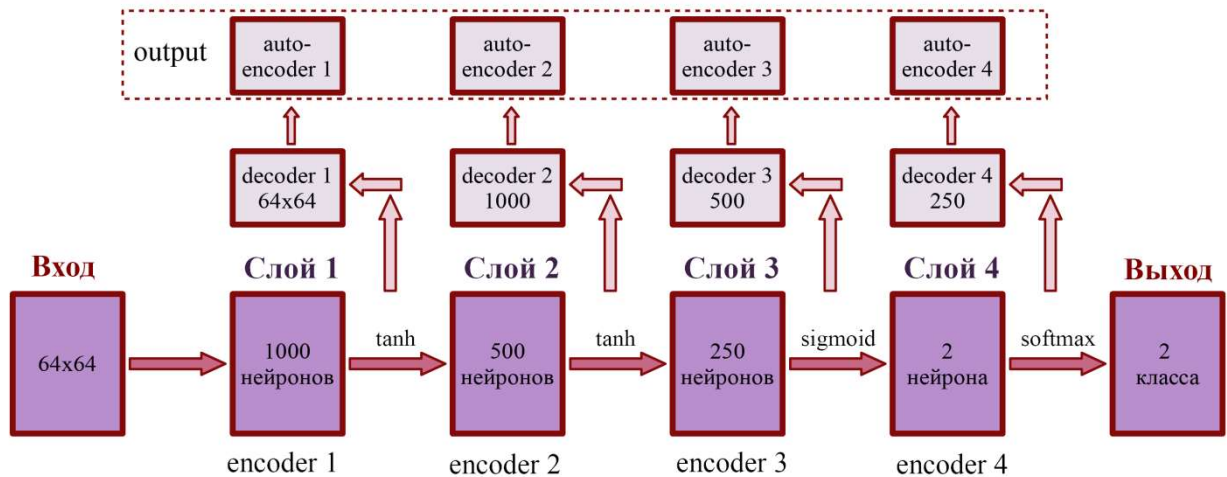 output
auto-
encoder 1
auto-
encoder 2
auto-
encoder 3
auto-
encoder 4
decoder 1
64x64
decoder 2
1000
decoder 3
500
decoder 4
250
Вход
Слой 1
Слой 2
Слой 3
Слой 4
Выход
64x64
1000
нейронов
tanh
500
нейронов
tanh
250
нейронов
sigmoid
2
нейрона
softmax
2
класса
encoder 1
encoder 2
encoder 3
encoder 4